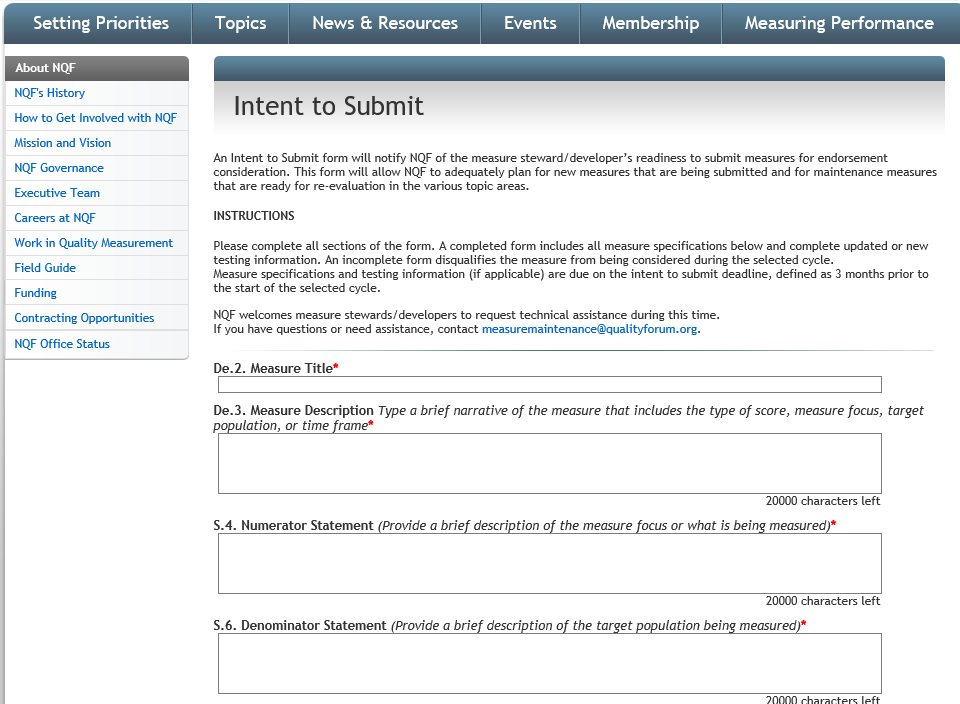 Setting Priorities
Topics
News & Resources
Events
Membership
Measuring Performance
About NQF
NQF's History
How to Get Involved with NQF
Mission and Vision
NQF Governance
Executive Team
Careers at NQF
Work in Quality Measurement
Field Guide
Funding
Contracting Opportunities
NQF Office Status
Intent to Submit
An Intent to Submit form will notify NQF of the measure steward/developer's readiness to submit measures for endorsement
consideration. This form will allow NQF to adequately plan for new measures that are being submitted and for maintenance measures
that are ready for re-evaluation in the various topic areas.
INSTRUCTIONS
Please complete all sections of the form. A completed form includes all measure specifications below and complete updated or new
testing information. An incomplete form disqualifies the measure from being considered during the selected cycle.
Measure specifications and testing information (if applicable) are due on the intent to submit deadline, defined as 3 months prior to
the start of the selected cycle.
NQF welcomes measure stewards/developers to request technical assistance during this time.
If you have questions or need assistance, contact measuremaintenance@qualityforum.org.
De.2. Measure Title*
De.3. Measure Description Type a brief narrative of the measure that includes the type of score, measure focus, target
population, or time frame*
20000 characters left
S.4. Numerator Statement (Provide a brief description of the measure focus or what is being measured)*
20000 characters left
S.6. Denominator Statement (Provide a brief description of the target population being measured)*
20000 characters left